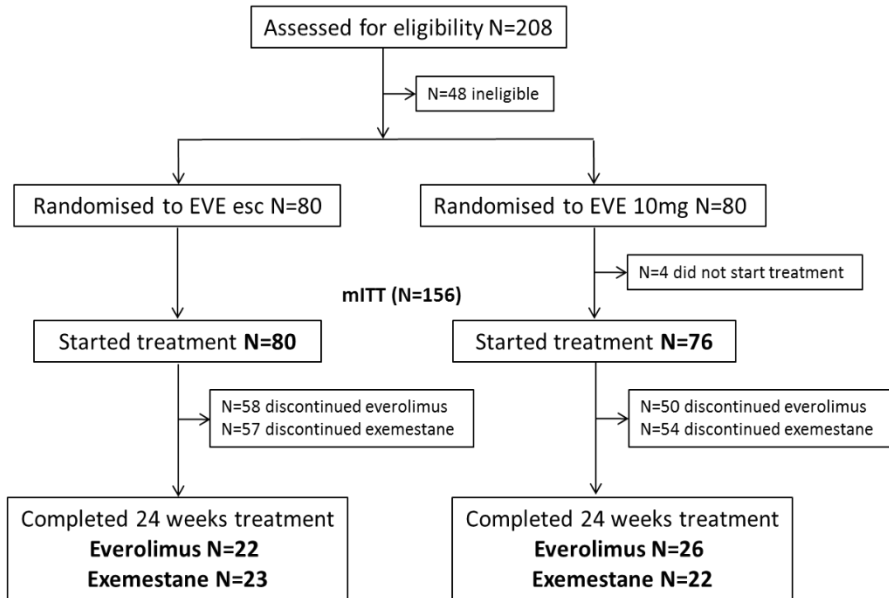 Assessed for eligibility N=208
N=48 ineligible
Randomised to EVE esc N=80
Randomised to EVE 10mg N=80
N=4 did not start treatment
mITT (N=156)
Started treatment N=80
Started treatment N=76
N=58 discontinued everolimus
N=57 discontinued exemestane
N=50 discontinued everolimus
N=54 discontinued exemestane
Completed 24 weeks treatment
Everolimus N=22
Exemestane N=23
Completed 24 weeks treatment
Everolimus N=26
Exemestane N=22